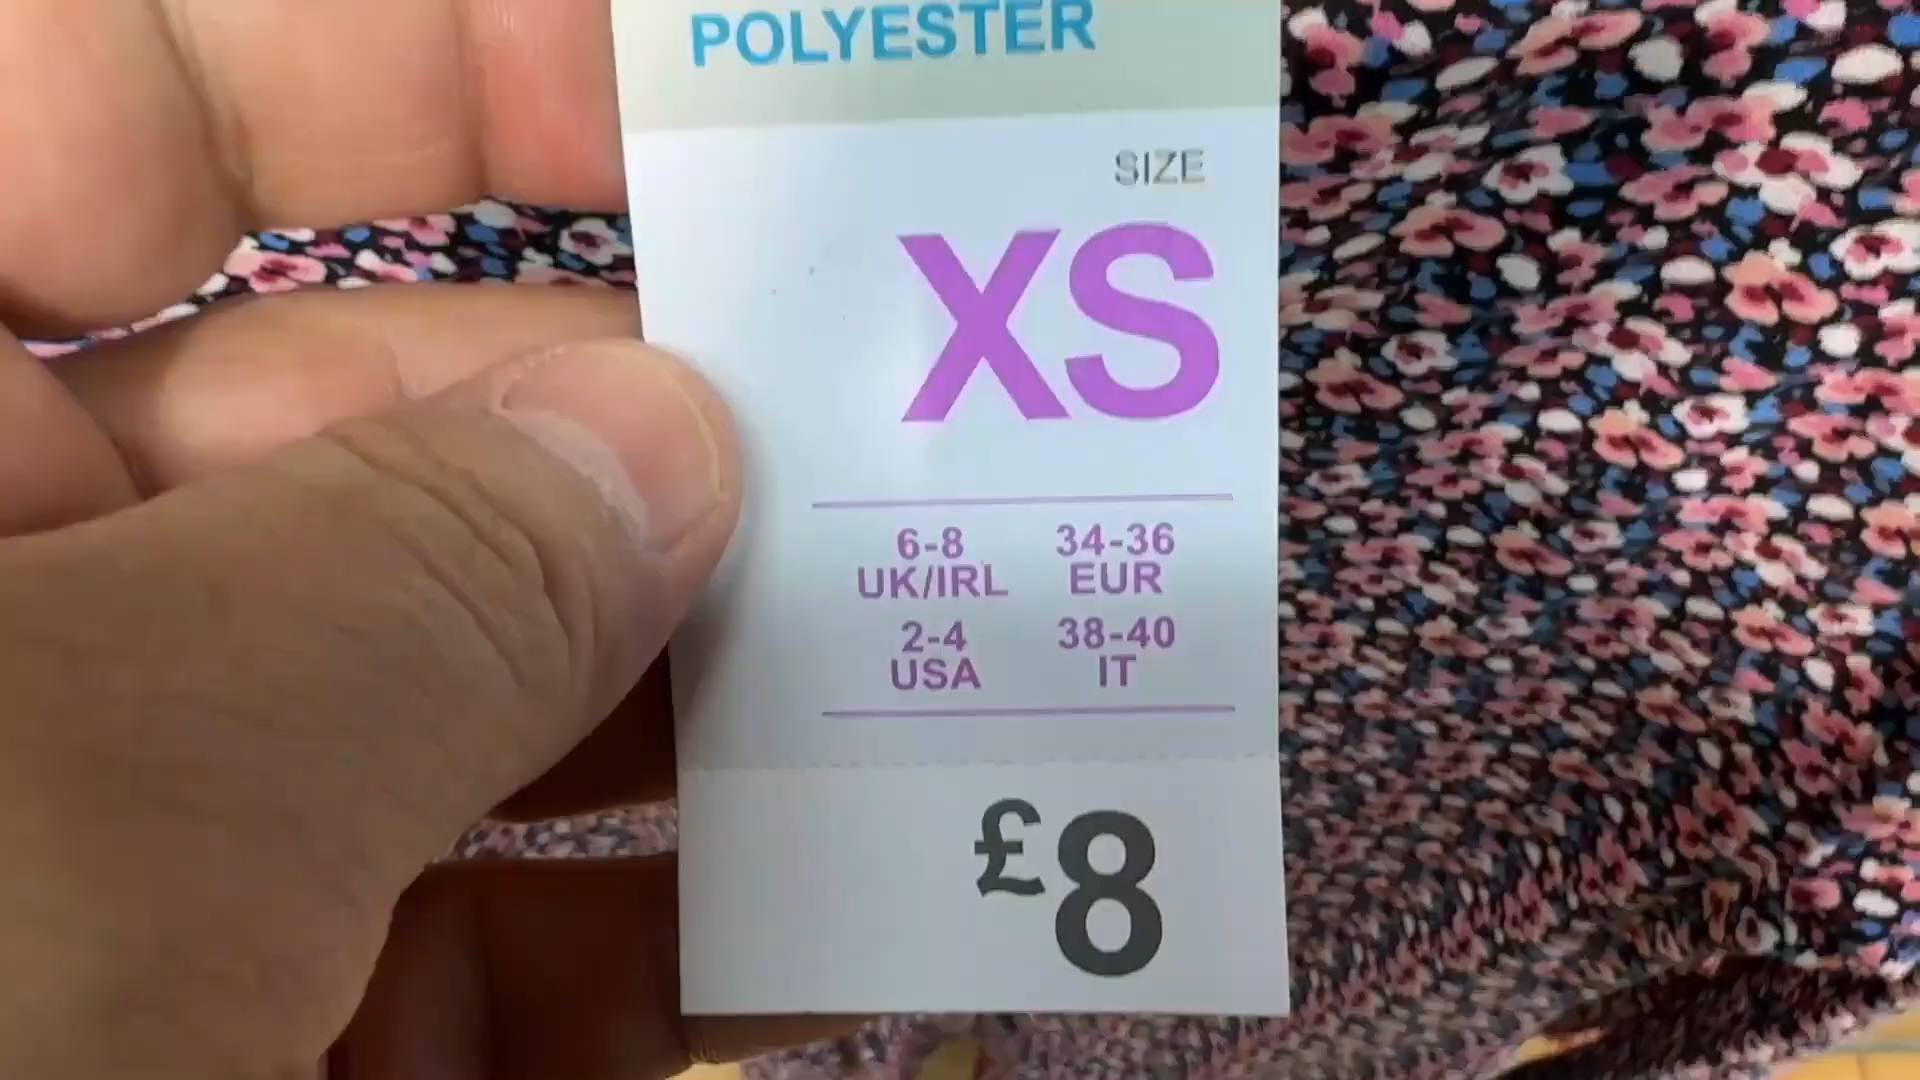 POLYESTER
SIZE
XS
6-8 34-36
UK/IRL EUR
2-4 38-40
USA IT
£8